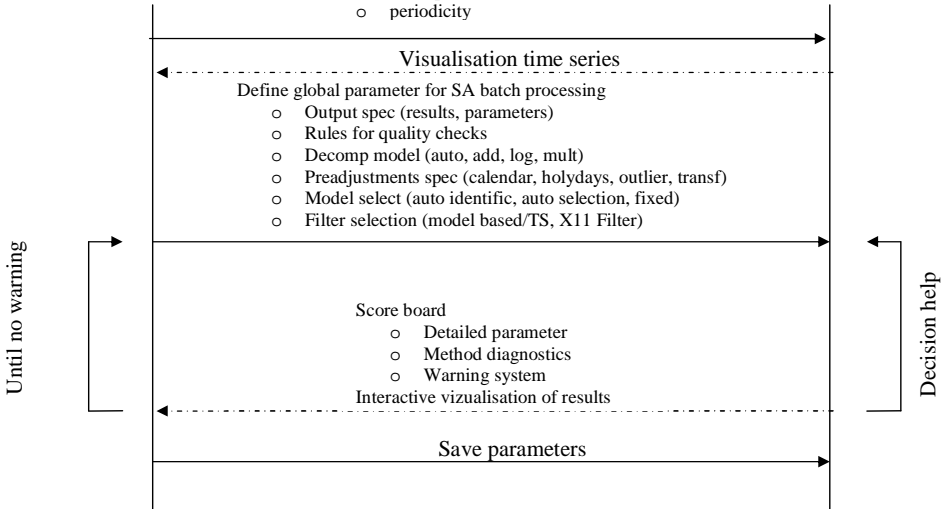 o periodicity
Visualisation time series
Define global parameter for SA batch processing
o Output spec (results, parameters)
o Rules for quality checks
o Decomp model (auto, add, log, mult)
o Preadjustments spec (calendar, holydays, outlier, transf)
o Model select (auto identific, auto selection, fixed)
o Filter selection (model based/TS, X11 Filter)
Until no warning
Decision help
Score board
o Detailed parameter
o Method diagnostics
o Warning system
Interactive vizualisation of results
Save parameters